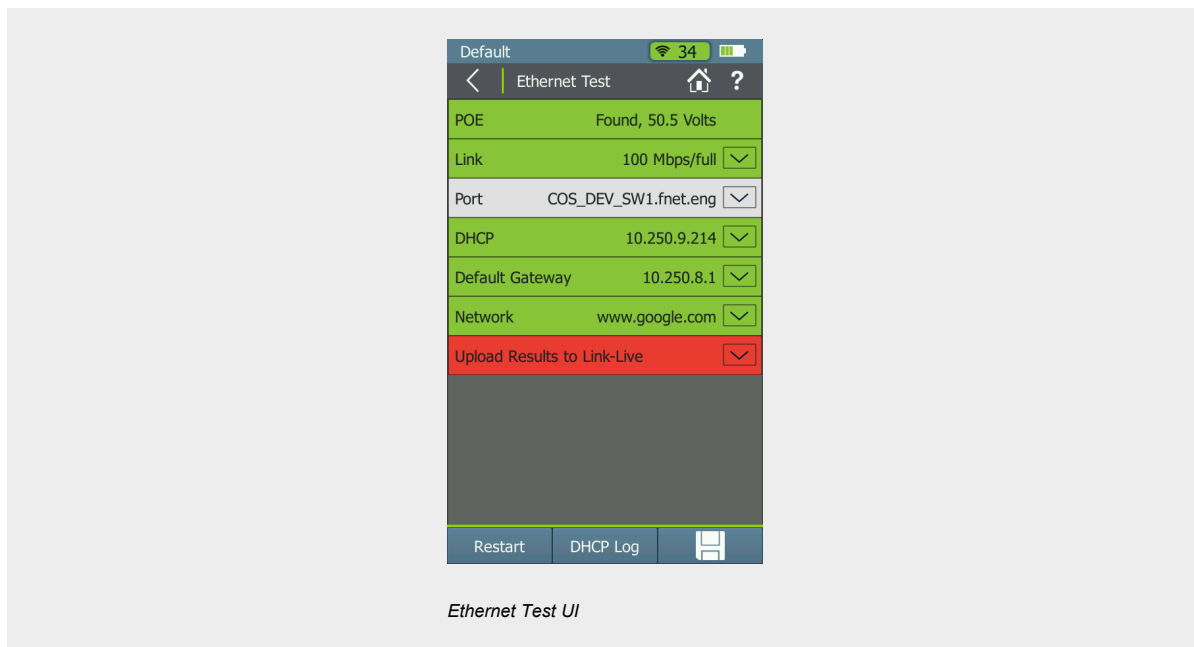 Default 34
Ethernet Test ?
POE Found, 50.5 Volts
Link 100 Mbps/full
Port COS_DEV_SW1.fnet.eng
DHCP 10.250.9.214
Default Gateway 10.250.8.1
Network www.google.com
Upload Results to Link-Live
Restart DHCP Log
Ethernet Test UI